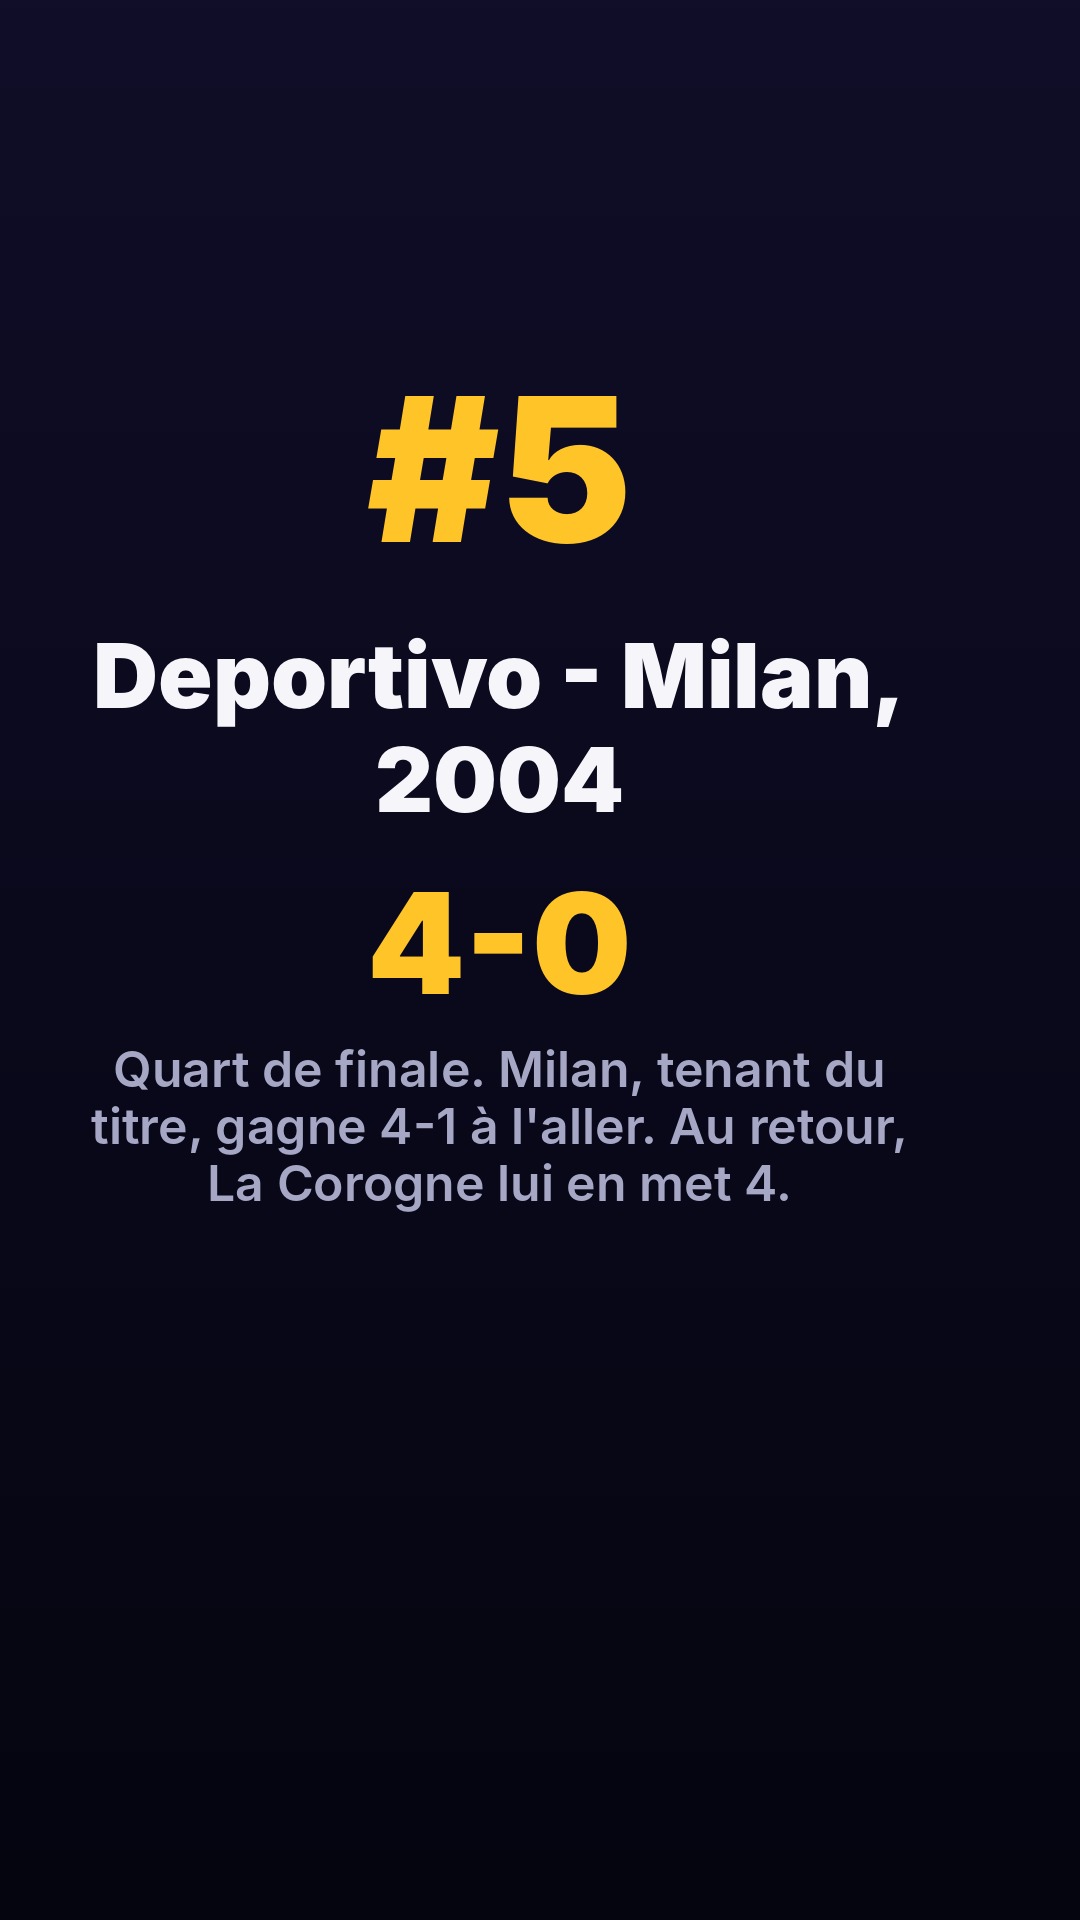 #5
Deportivo - Milan,
2004
4-0
Quart de finale. Milan, tenant du
titre, gagne 4-1 à l'aller. Au retour,
La Corogne lui en met 4.